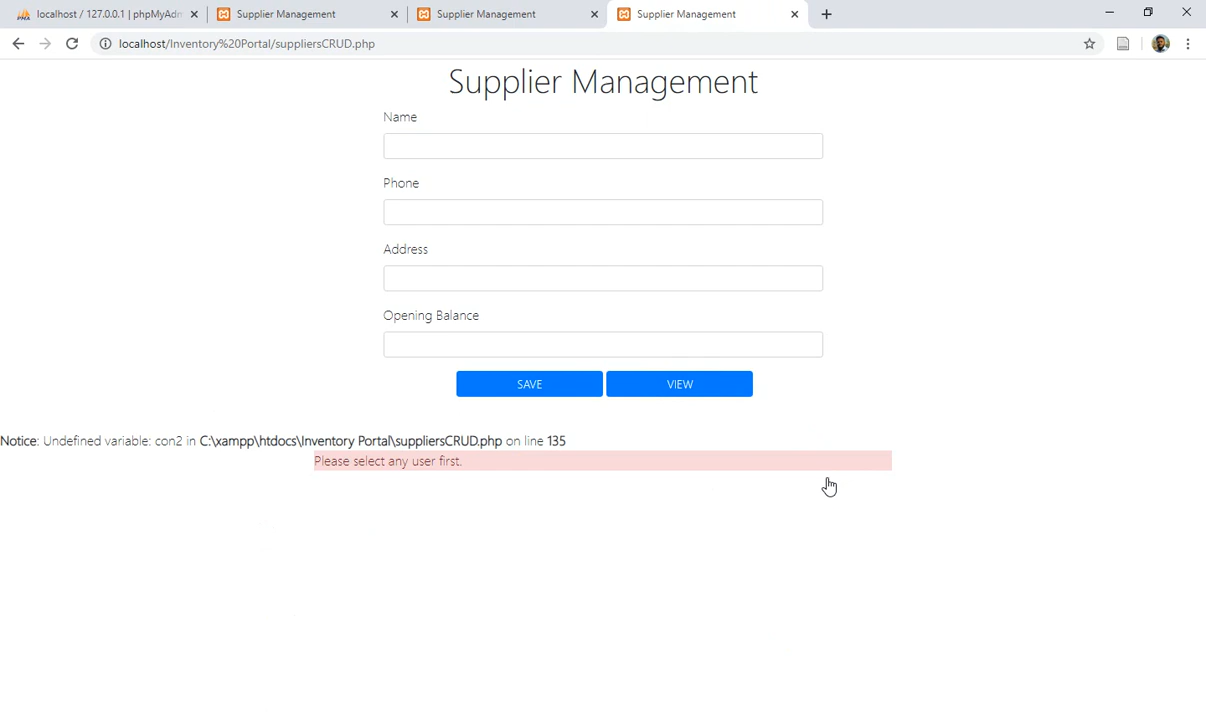 localhost / 127.0.0.1 | phpMyAdm
Supplier Management
Supplier Management
Supplier Management
localhost/Inventory%20Portal/suppliersCRUD.php
Supplier Management
Name
Phone
Address
Opening Balance
SAVE VIEW
Notice: Undefined variable: con2 in C:\xampp\htdocs\Inventory Portal\suppliersCRUD.php on line 135
Please select any user first.